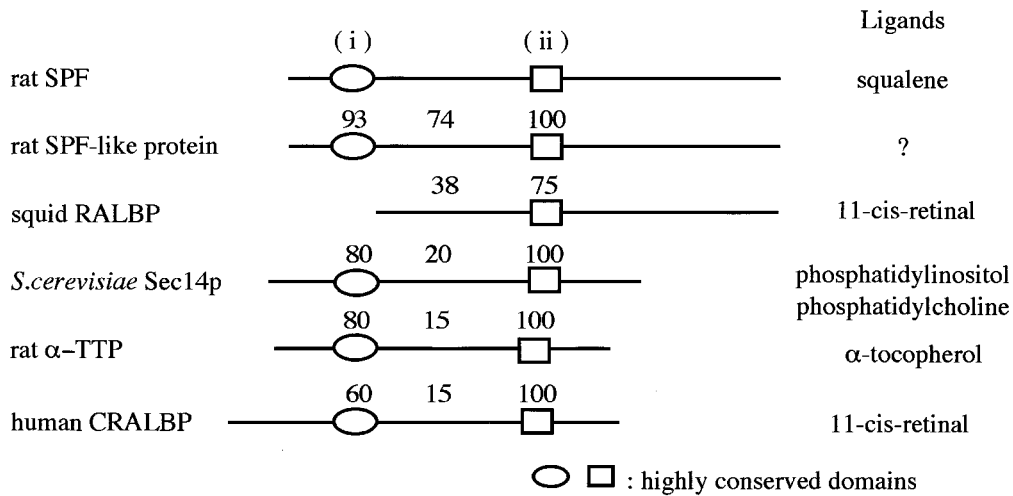 Ligands
( i ) ( ii )
rat SPF squalene
93 74 100
rat SPF-like protein ?
38 75
squid RALBP 11-cis-retinal
80 20 100
S.cerevisiae Sec14p phosphatidylinositol
phosphatidylcholine
80 15 100
rat α-TTP α-tocopherol
60 15 100
human CRALBP 11-cis-retinal
: highly conserved domains